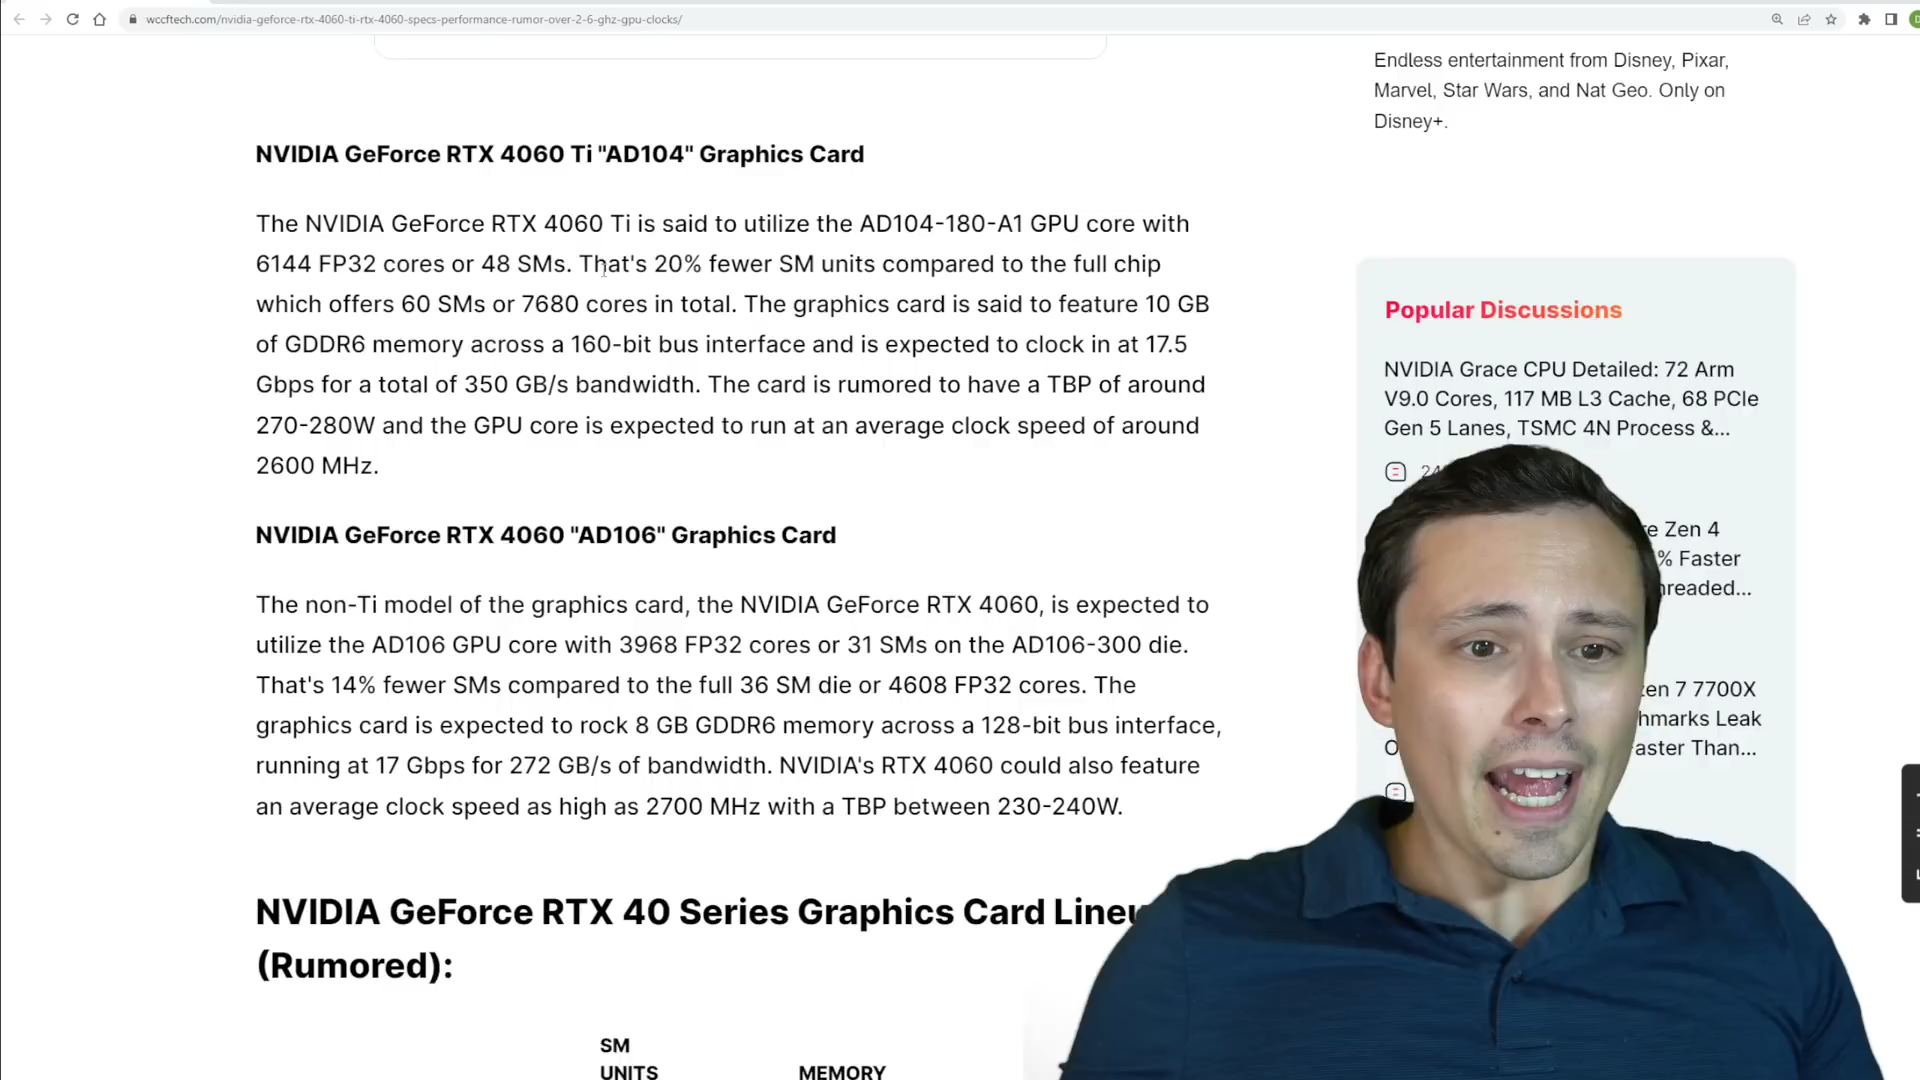 wccftech.com/nvidia-geforce-rtx-4060-ti-rtx-4060-specs-performance-rumor-over-2-6-ghz-gpu-clocks/
Endless entertainment from Disney, Pixar,
Marvel, Star Wars, and Nat Geo. Only on
Disney+.
NVIDIA GeForce RTX 4060 Ti "AD104" Graphics Card
The NVIDIA GeForce RTX 4060 Ti is said to utilize the AD104-180-A1 GPU core with
6144 FP32 cores or 48 SMs. That's 20% fewer SM units compared to the full chip
which offers 60 SMs or 7680 cores in total. The graphics card is said to feature 10 GB
of GDDR6 memory across a 160-bit bus interface and is expected to clock in at 17.5
Gbps for a total of 350 GB/s bandwidth. The card is rumored to have a TBP of around
270-280W and the GPU core is expected to run at an average clock speed of around
2600 MHz.
NVIDIA GeForce RTX 4060 "AD106" Graphics Card
The non-Ti model of the graphics card, the NVIDIA GeForce RTX 4060, is expected to
utilize the AD106 GPU core with 3968 FP32 cores or 31 SMs on the AD106-300 die.
That's 14% fewer SMs compared to the full 36 SM die or 4608 FP32 cores. The
graphics card is expected to rock 8 GB GDDR6 memory across a 128-bit bus interface,
running at 17 Gbps for 272 GB/s of bandwidth. NVIDIA's RTX 4060 could also feature
an average clock speed as high as 2700 MHz with a TBP between 230-240W.
NVIDIA GeForce RTX 40 Series Graphics Card
(Rumored):
SM
UNITS
MEMORY
Popular Discussions
NVIDIA Grace CPU Detailed: 72 Arm
V9.0 Cores, 117 MB L3 Cache, 68 PCIe
Gen 5 Lanes, TSMC 4N Process &...
Zen 4
% Faster
7 7700X
Leak
Than...